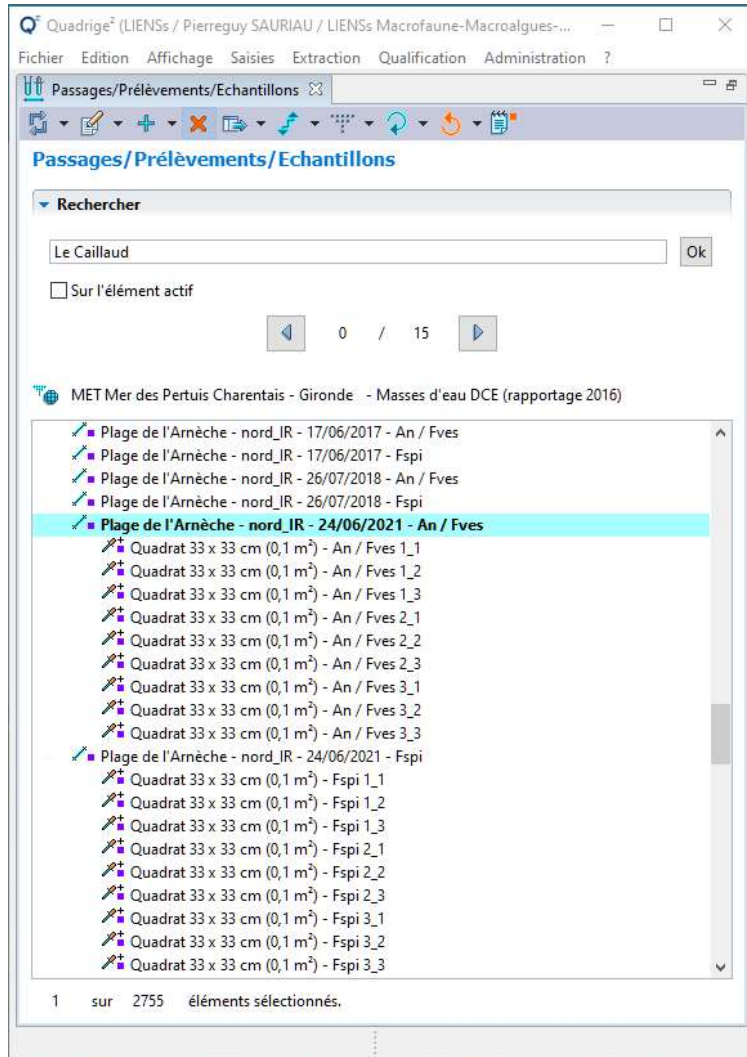 Quadrige² (LIENSs / Pierreguy SAURIAU / LIENSs Macrofaune-Macroalgues-...
Fichier Edition Affichage Saisies Extraction Qualification Administration ?
Passages/Prélèvements/Echantillons
Passages/Prélèvements/Echantillons
Rechercher
Le Caillaud
Ok
Sur l'élément actif
0 / 15
MET Mer des Pertuis Charentais - Gironde - Masses d'eau DCE (rapportage 2016)
Plage de l'Arnèche - nord_IR - 17/06/2017 - An / Fves
Plage de l'Arnèche - nord_IR - 17/06/2017 - Fspi
Plage de l'Arnèche - nord_IR - 26/07/2018 - An / Fves
Plage de l'Arnèche - nord_IR - 26/07/2018 - Fspi
Plage de l'Arnèche - nord_IR - 24/06/2021 - An / Fves
Quadrat 33 x 33 cm (0,1 m²) - An / Fves 1_1
Quadrat 33 x 33 cm (0,1 m²) - An / Fves 1_2
Quadrat 33 x 33 cm (0,1 m²) - An / Fves 1_3
Quadrat 33 x 33 cm (0,1 m²) - An / Fves 2_1
Quadrat 33 x 33 cm (0,1 m²) - An / Fves 2_2
Quadrat 33 x 33 cm (0,1 m²) - An / Fves 2_3
Quadrat 33 x 33 cm (0,1 m²) - An / Fves 3_1
Quadrat 33 x 33 cm (0,1 m²) - An / Fves 3_2
Quadrat 33 x 33 cm (0,1 m²) - An / Fves 3_3
Plage de l'Arnèche - nord_IR - 24/06/2021 - Fspi
Quadrat 33 x 33 cm (0,1 m²) - Fspi 1_1
Quadrat 33 x 33 cm (0,1 m²) - Fspi 1_2
Quadrat 33 x 33 cm (0,1 m²) - Fspi 1_3
Quadrat 33 x 33 cm (0,1 m²) - Fspi 2_1
Quadrat 33 x 33 cm (0,1 m²) - Fspi 2_2
Quadrat 33 x 33 cm (0,1 m²) - Fspi 2_3
Quadrat 33 x 33 cm (0,1 m²) - Fspi 3_1
Quadrat 33 x 33 cm (0,1 m²) - Fspi 3_2
Quadrat 33 x 33 cm (0,1 m²) - Fspi 3_3
1 sur 2755 éléments sélectionnés.